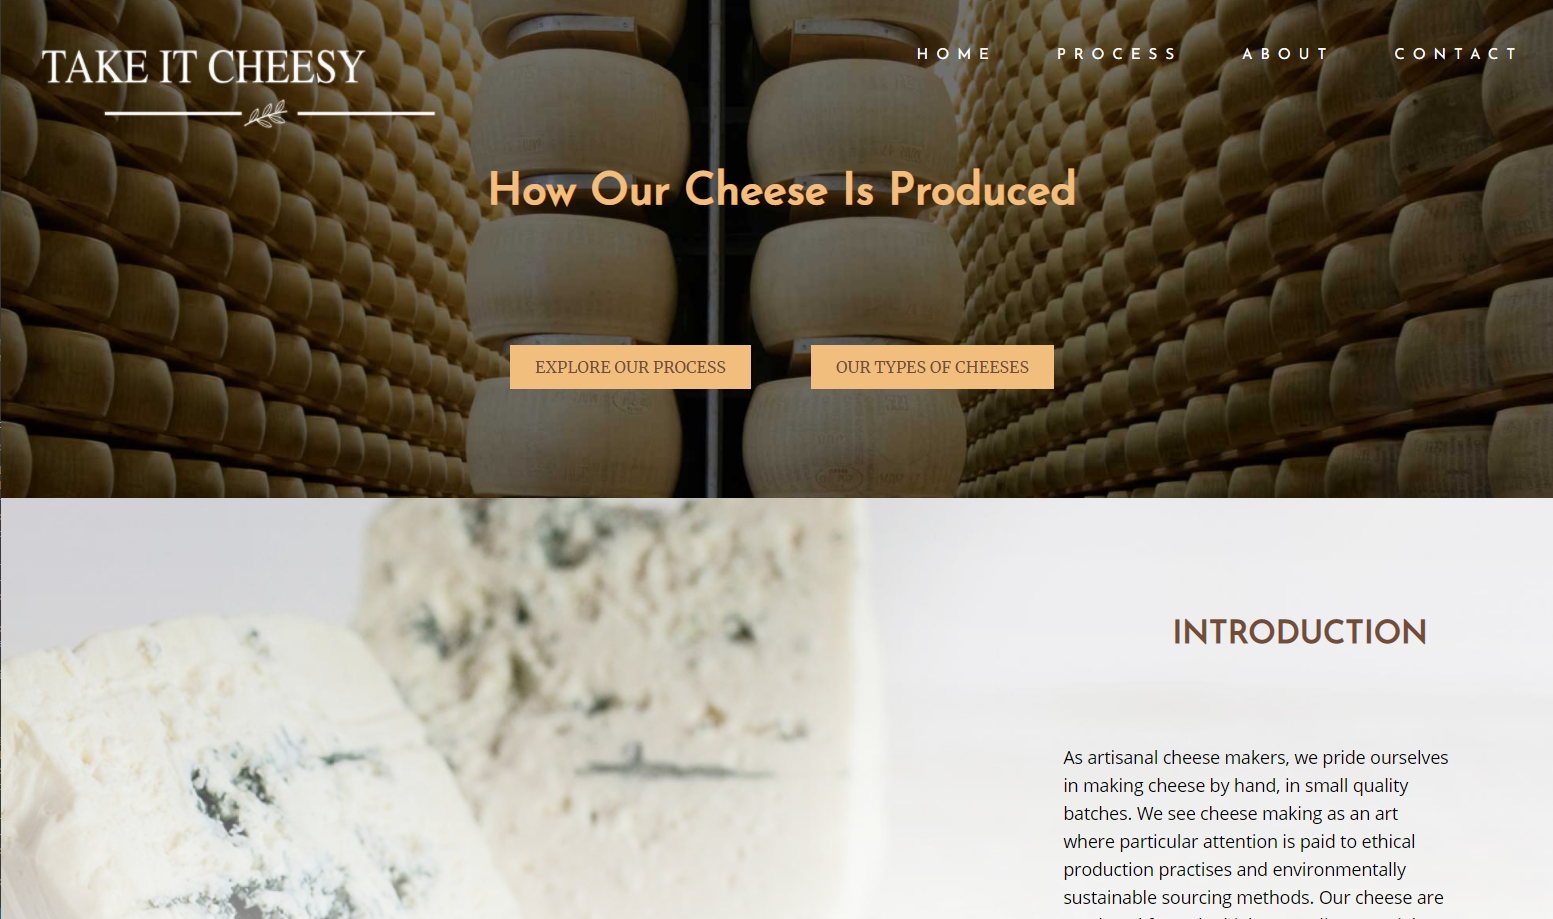 TAKE IT CHEESY
HOME PROCESS ABOUT CONTACT
How Our Cheese Is Produced
EXPLORE OUR PROCESS
OUR TYPES OF CHEESES
INTRODUCTION
As artisanal cheese makers, we pride ourselves
in making cheese by hand, in small quality
batches. We see cheese making as an art
where particular attention is paid to ethical
production practises and environmentally
sustainable sourcing methods. Our cheese are